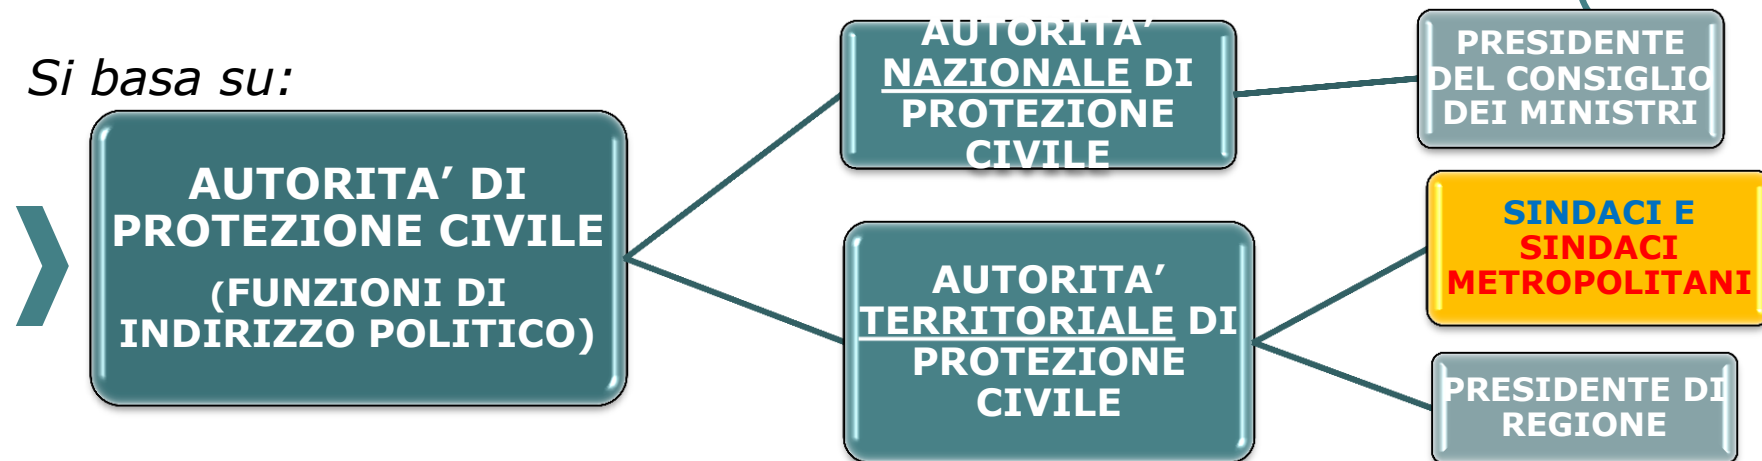 Si basa su:
AUTORITA’ DI
PROTEZIONE CIVILE
(FUNZIONI DI
INDIRIZZO POLITICO)
AUTORITA’
NAZIONALE DI
PROTEZIONE
CIVILE
PRESIDENTE
DEL CONSIGLIO
DEI MINISTRI
AUTORITA’
TERRITORIALE DI
PROTEZIONE
CIVILE
SINDACI E
SINDACI
METROPOLITANI
PRESIDENTE DI
REGIONE